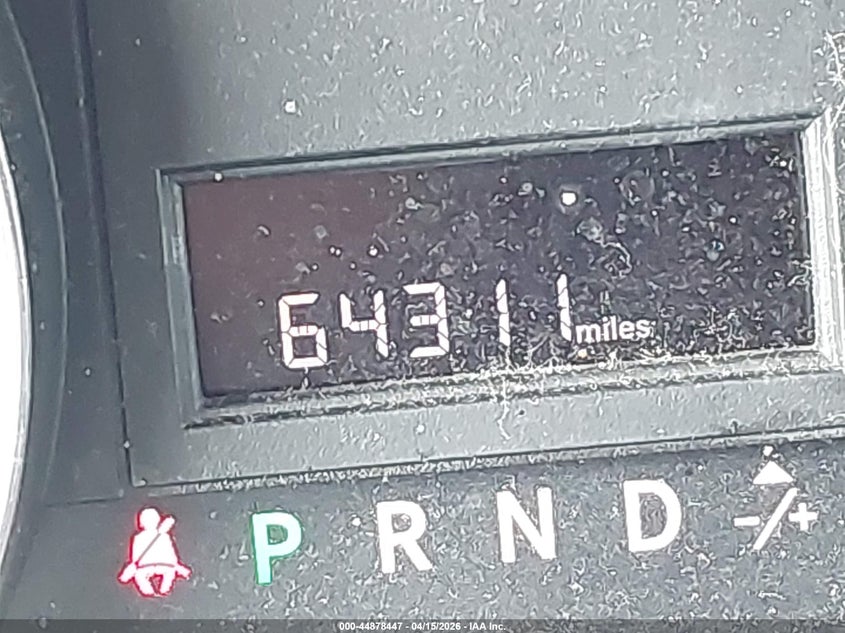 64311 miles
P R N D -/+
000-44878447 - 04/15/2026 - IAA Inc.